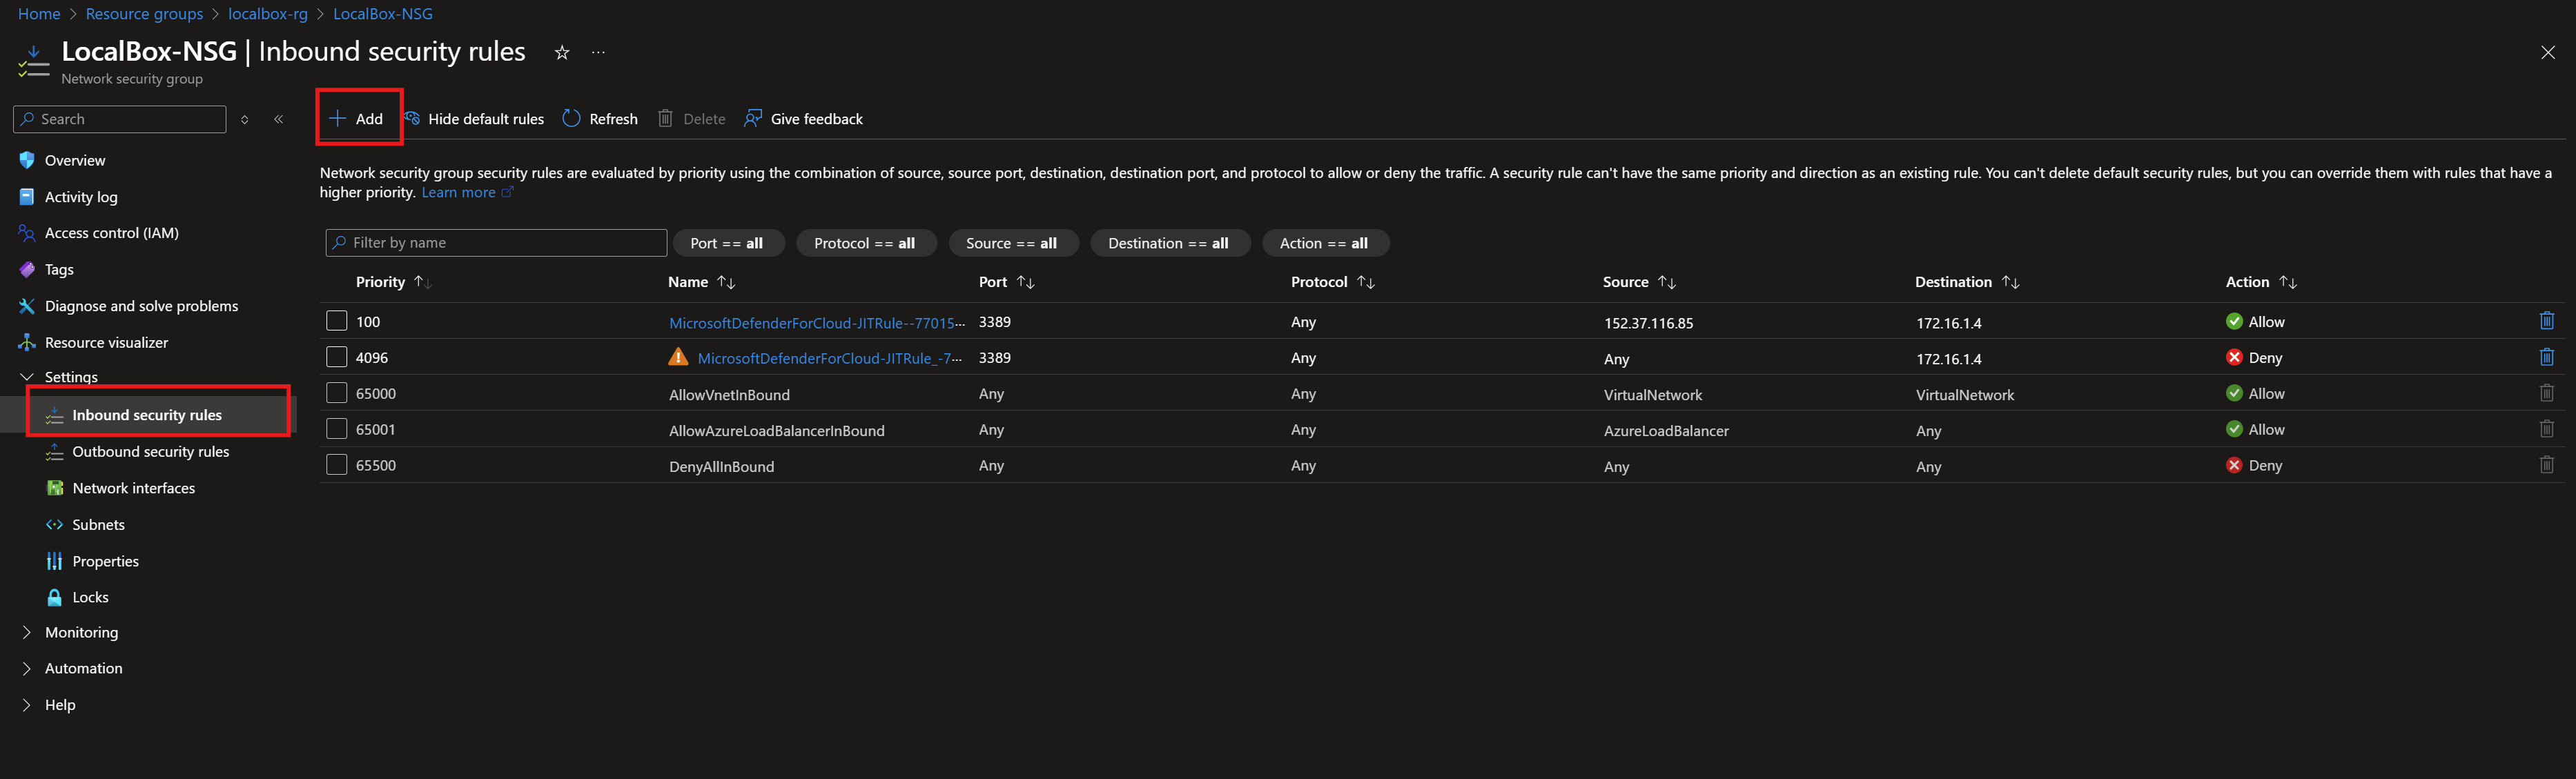 Home > Resource groups > localbox-rg > LocalBox-NSG
LocalBox-NSG | Inbound security rules ☆ ···
Network security group
Search
Overview
Activity log
Access control (IAM)
Tags
Diagnose and solve problems
Resource visualizer
Settings
Inbound security rules
Outbound security rules
Network interfaces
Subnets
Properties
Locks
Monitoring
Automation
Help
Add Hide default rules Refresh Delete Give feedback
Network security group security rules are evaluated by priority using the combination of source, source port, destination, destination port, and protocol to allow or deny the traffic. A security rule can't have the same priority and direction as an existing rule. You can't delete default security rules, but you can override them with rules that have a
higher priority. Learn more
Filter by name Port == all Protocol == all Source == all Destination == all Action == all
Priority ↑↓ Name ↑↓ Port ↑↓ Protocol ↑↓ Source ↑↓ Destination ↑↓ Action ↑↓
100 MicrosoftDefenderForCloud-JITRule--77015··· 3389 Any 152.37.116.85 172.16.1.4 Allow
4096 MicrosoftDefenderForCloud-JITRule_-7··· 3389 Any Any 172.16.1.4 Deny
65000 AllowVnetInBound Any Any VirtualNetwork VirtualNetwork Allow
65001 AllowAzureLoadBalancerInBound Any Any AzureLoadBalancer Any Allow
65500 DenyAllInBound Any Any Any Any Deny